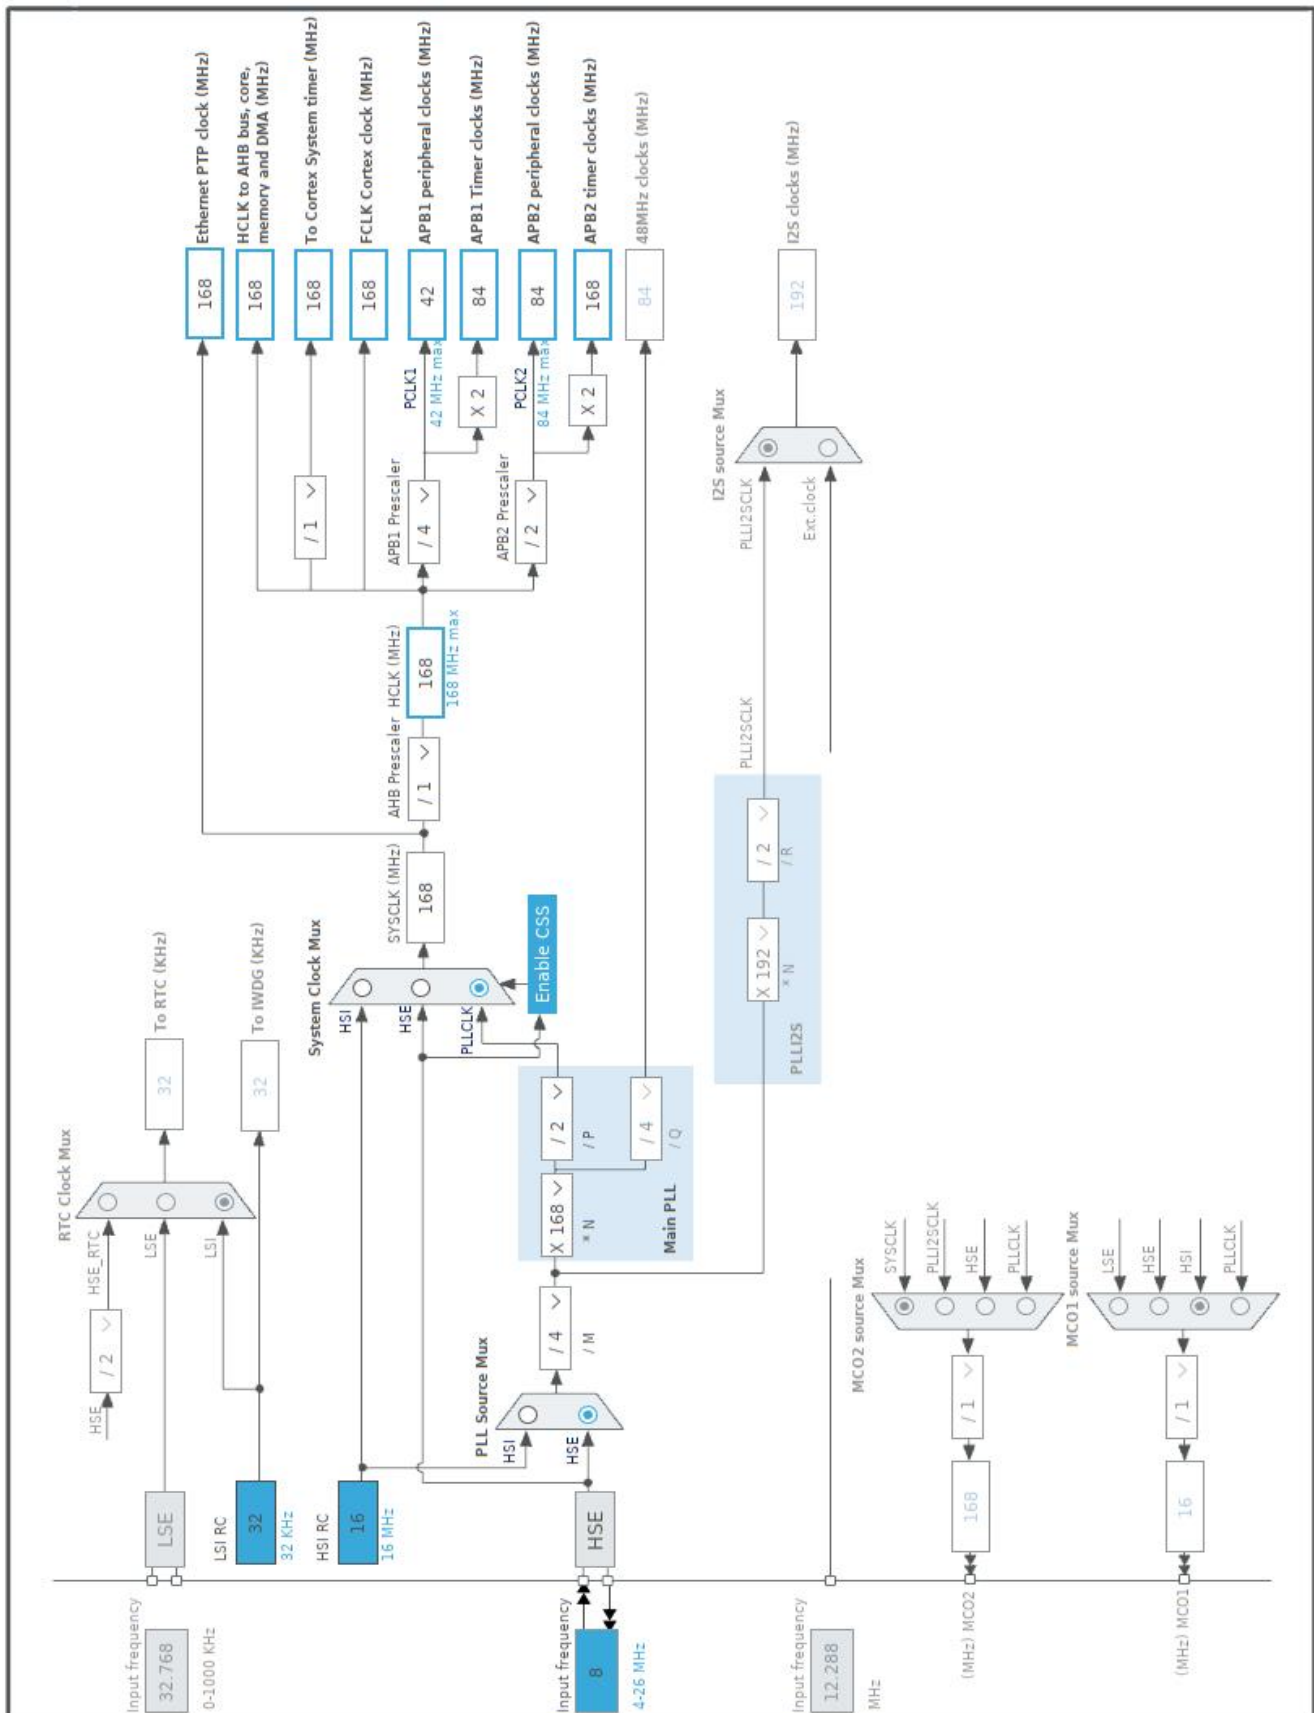 Input frequency
32.768
0-1000 KHz
LSE
HSE
/ 2
HSE_RTC
LSE
LSI
RTC Clock Mux
32
To RTC (KHz)
LSI RC
32
32 KHz
32
To IWDG (KHz)
HSI RC
16
16 MHz
Input frequency
8
4-26 MHz
HSE
PLL Source Mux
HSI
HSE
/ 4
/ M
X 168
* N
/ 2
/ P
/ 4
/ Q
Main PLL
System Clock Mux
HSI
HSE
PLLCLK
Enable CSS
SYSCLK (MHz)
168
AHB Prescaler
/ 1
HCLK (MHz)
168
168 MHz max
168
Ethernet PTP clock (MHz)
168
HCLK to AHB bus, core,
memory and DMA (MHz)
/ 1
168
To Cortex System timer (MHz)
168
FCLK Cortex clock (MHz)
APB1 Prescaler
/ 4
PCLK1
42 MHz max
42
APB1 peripheral clocks (MHz)
X 2
84
APB1 Timer clocks (MHz)
APB2 Prescaler
/ 2
PCLK2
84 MHz max
84
APB2 peripheral clocks (MHz)
X 2
168
APB2 timer clocks (MHz)
84
48MHz clocks (MHz)
PLLI2S
X 192
* N
/ 2
/ R
PLLI2SCLK
PLLI2SCLK
I2S source Mux
Ext.clock
192
I2S clocks (MHz)
Input frequency
12.288
MHz
MCO2 source Mux
SYSCLK
PLLI2SCLK
HSE
PLLCLK
/ 1
168
(MHz) MCO2
MCO1 source Mux
LSE
HSE
HSI
PLLCLK
/ 1
16
(MHz) MCO1